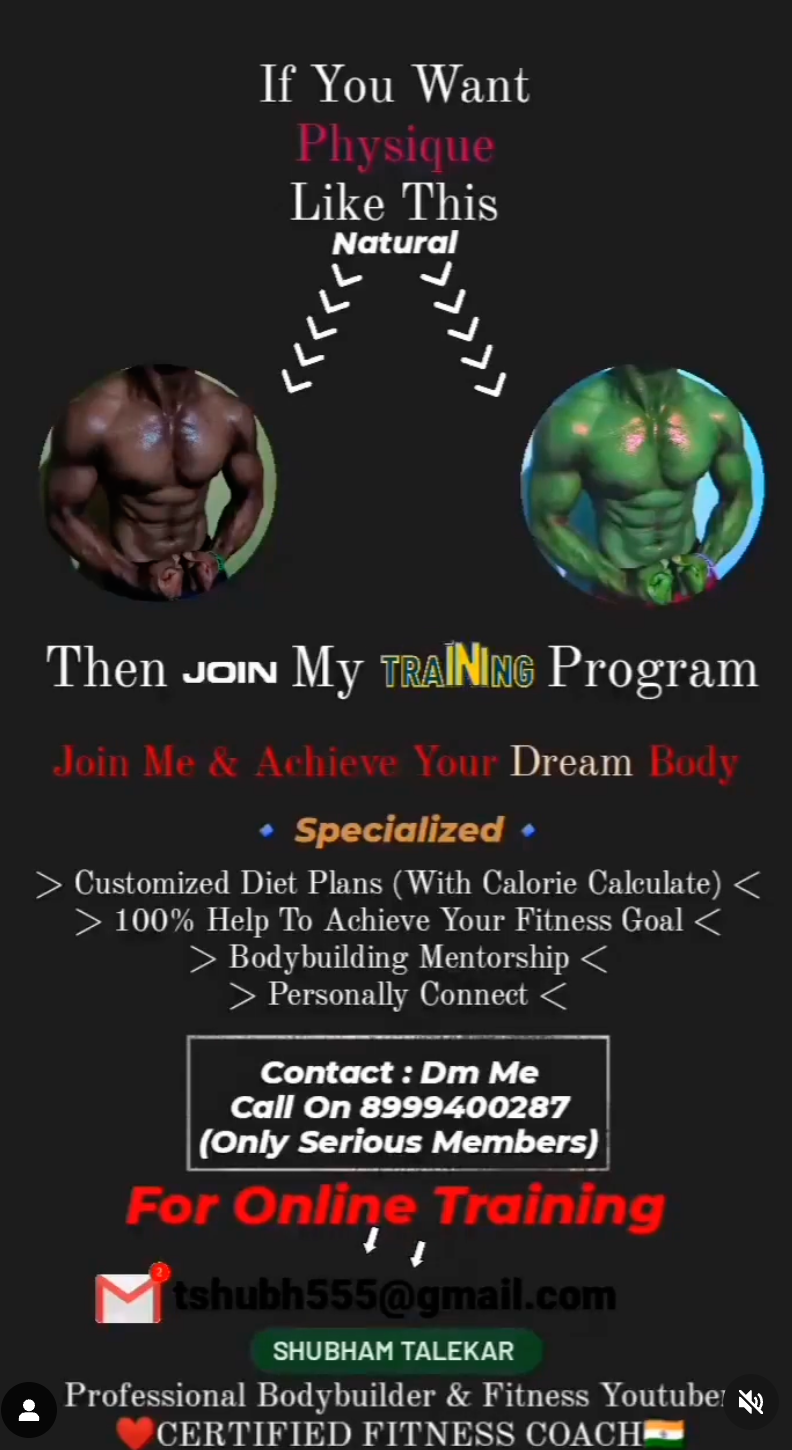 If You Want
Physique
Like This
Natural
Then JOIN My TRAINING Program
Join Me & Achieve Your Dream Body
🔹 Specialized 🔹
> Customized Diet Plans (With Calorie Calculate) <
> 100% Help To Achieve Your Fitness Goal <
> Bodybuilding Mentorship <
> Personally Connect <
Contact : Dm Me
Call On 8999400287
(Only Serious Members)
For Online Training
2
tshubh555@gmail.com
SHUBHAM TALEKAR
Professional Bodybuilder & Fitness Youtuber
❤️CERTIFIED FITNESS COACH🇮🇳